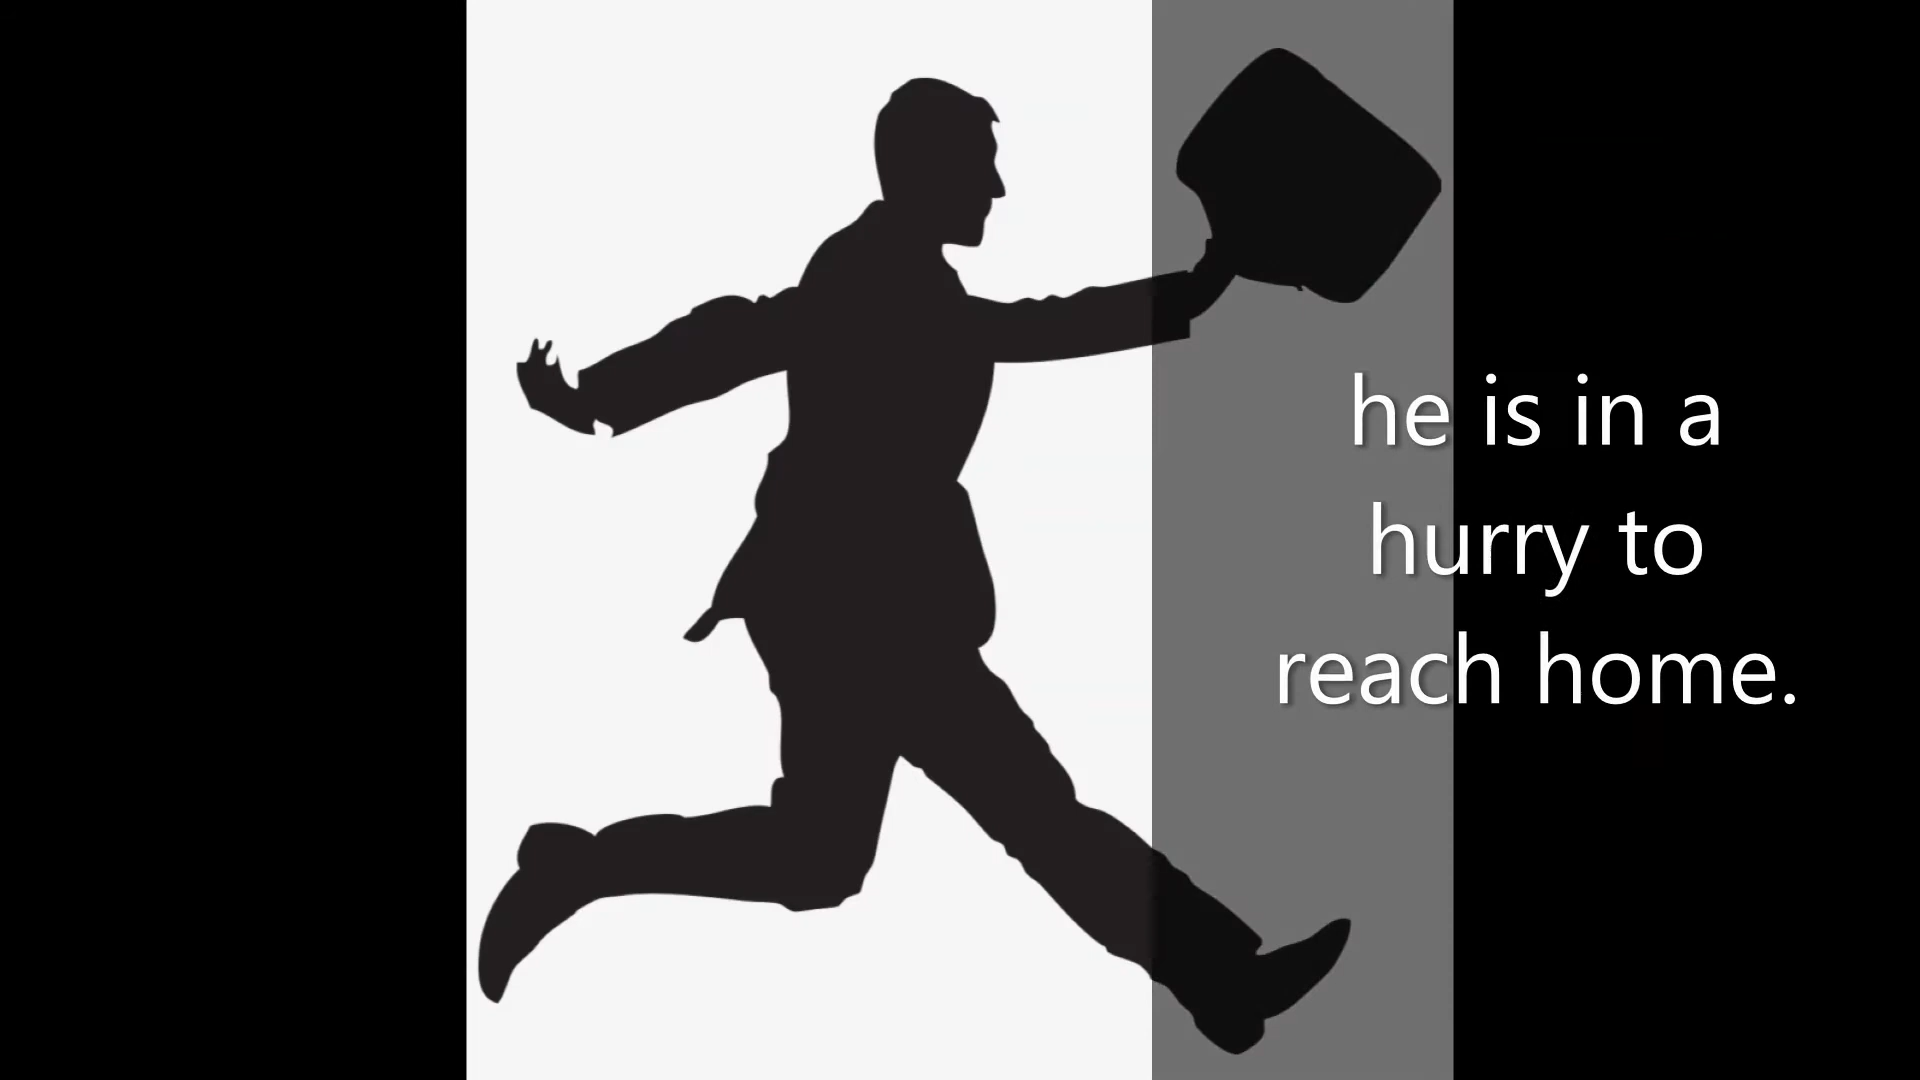 he is in a
hurry to
reach home.